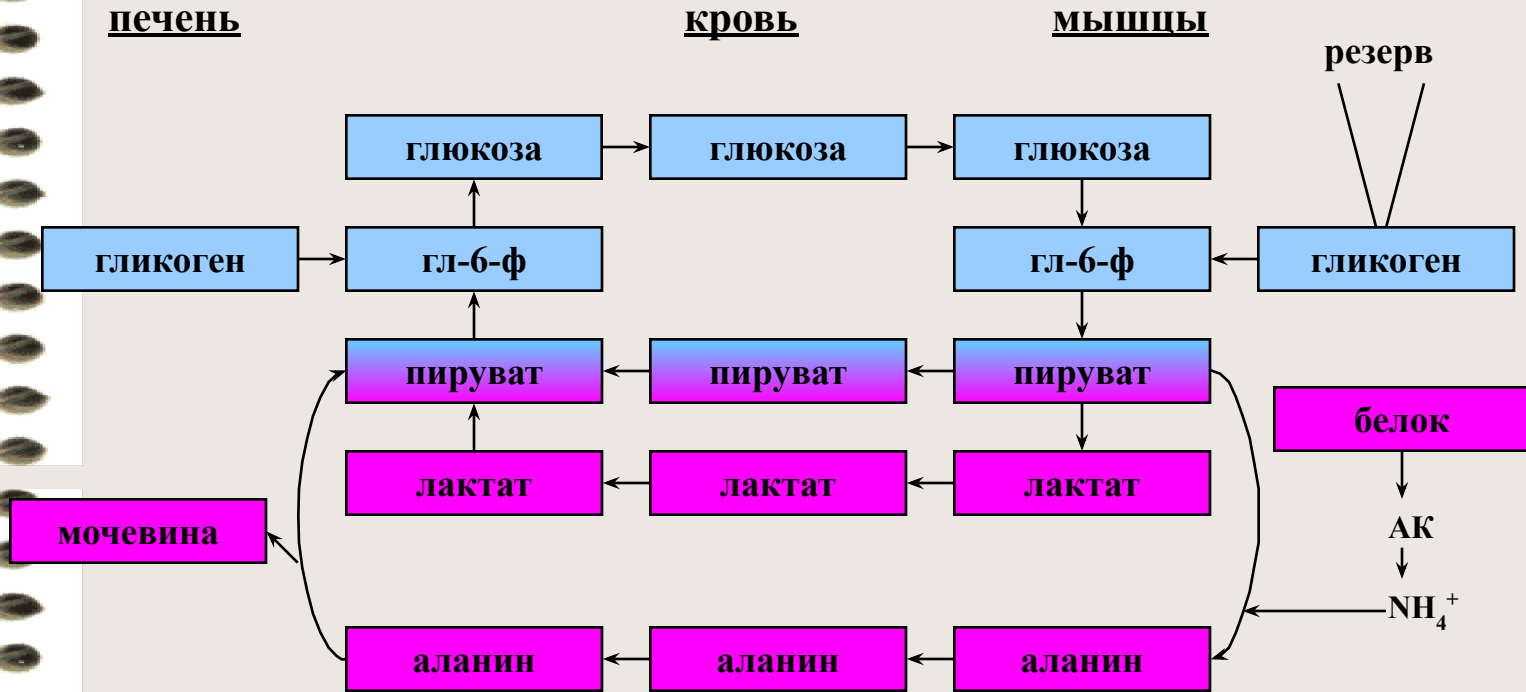 печень кровь мышцы
резерв
глюкоза глюкоза глюкоза
гликоген гл-6-ф гл-6-ф гликоген
пируват пируват пируват
белок
лактат лактат лактат
мочевина АК
NH₄⁺
аланин аланин аланин